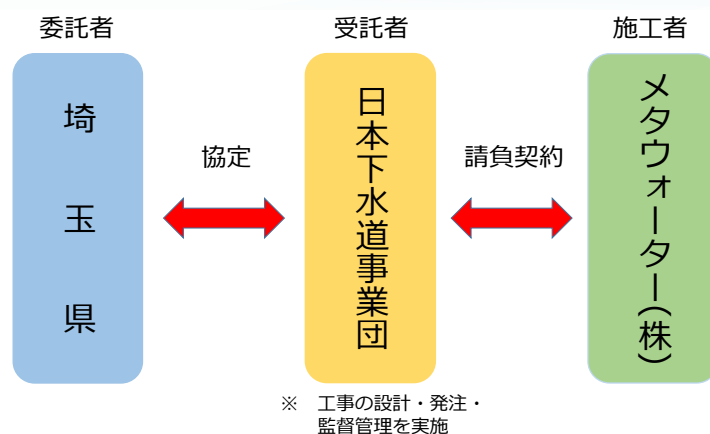 委託者
受託者
施工者
埼玉県
協定
日本下水道事業団
請負契約
メタウォーター(株)
※ 工事の設計・発注・
監督管理を実施